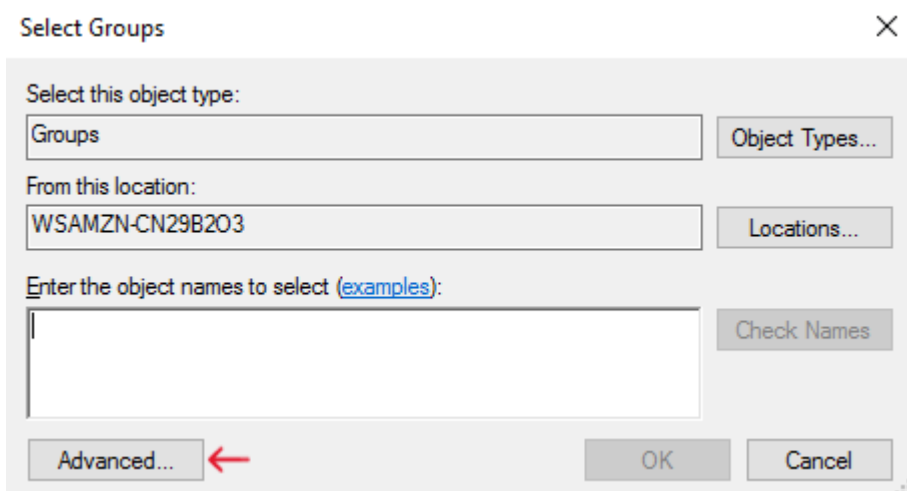 Select Groups
Select this object type:
Groups
Object Types...
From this location:
WSAMZN-CN29B2O3
Locations...
Enter the object names to select (examples):
Check Names
Advanced...
OK
Cancel